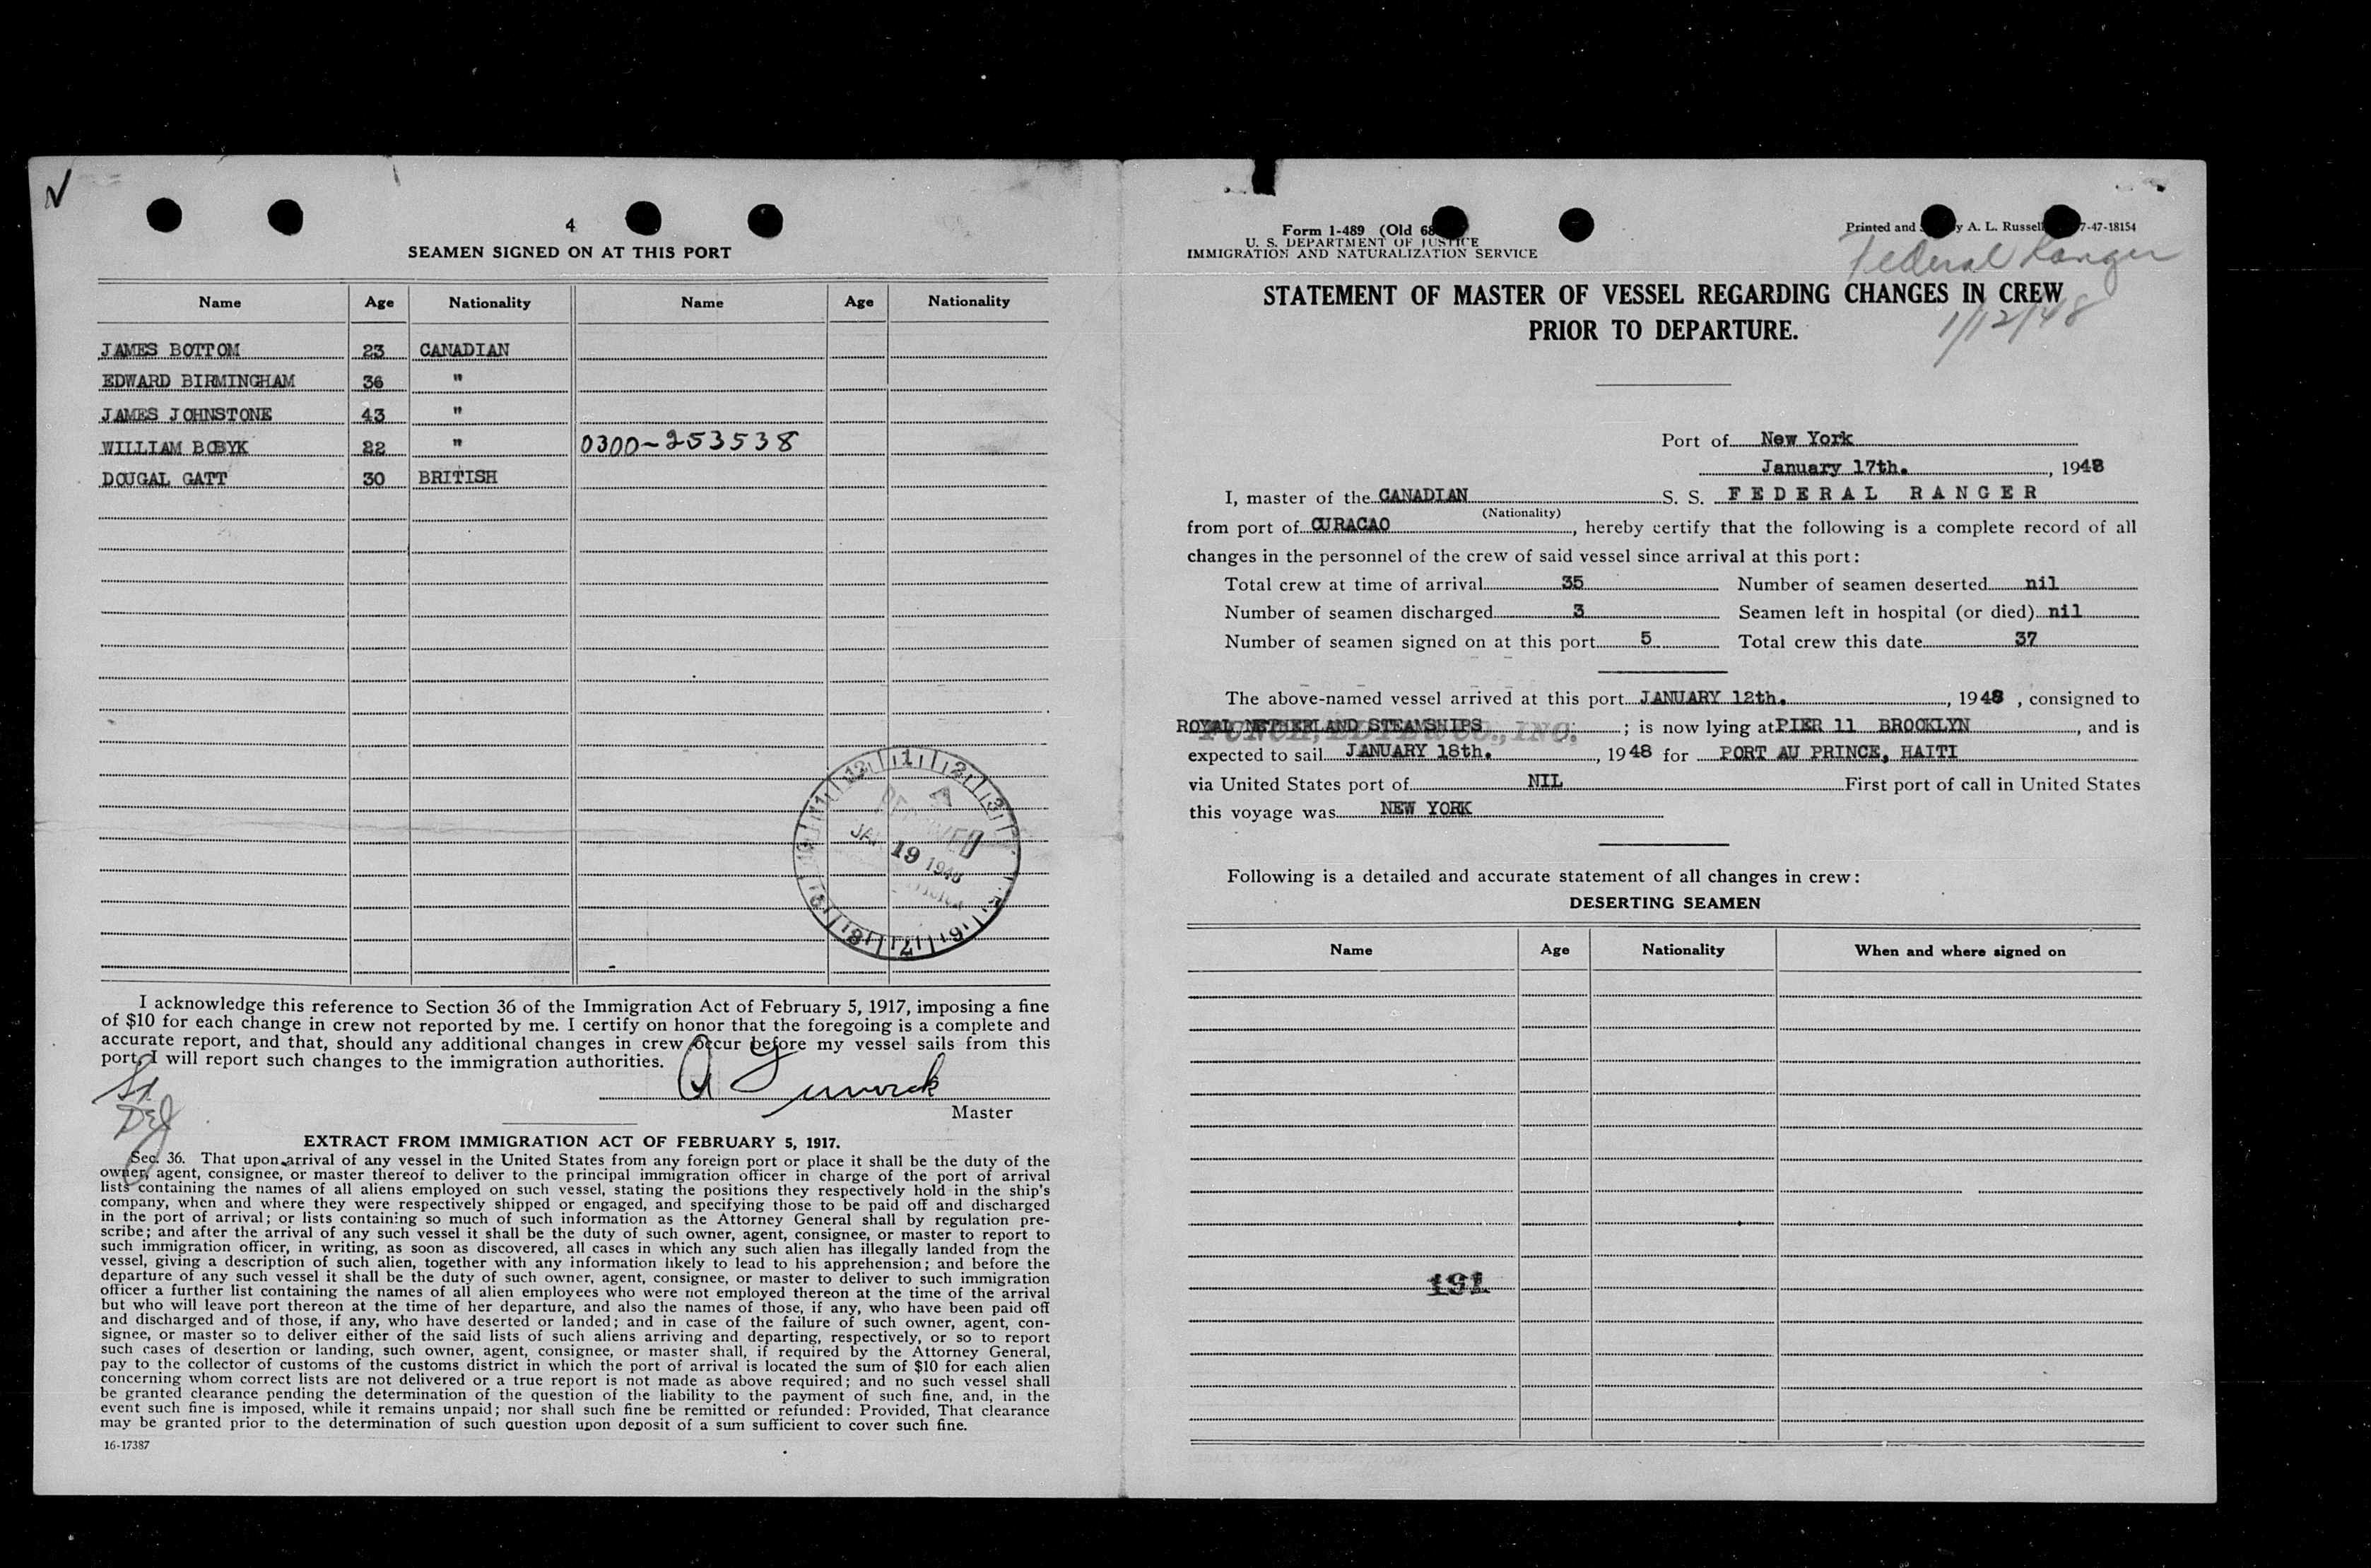 4
SEAMEN SIGNED ON AT THIS PORT
Name Age Nationality Name Age Nationality
JAMES BOTTOM 23 CANADIAN
EDWARD BIRMINGHAM 36 "
JAMES JOHNSTONE 43 "
WILLIAM BOBYK 22 " 0300-253538
DOUGAL GATT 30 BRITISH
JAN 19 1948
I acknowledge this reference to Section 36 of the Immigration Act of February 5, 1917, imposing a fine
of $10 for each change in crew not reported by me. I certify on honor that the foregoing is a complete and
accurate report, and that, should any additional changes in crew occur before my vessel sails from this
port, I will report such changes to the immigration authorities.
Master
EXTRACT FROM IMMIGRATION ACT OF FEBRUARY 5, 1917.
Sec. 36. That upon arrival of any vessel in the United States from any foreign port or place it shall be the duty of the
owner, agent, consignee, or master thereof to deliver to the principal immigration officer in charge of the port of arrival
lists containing the names of all aliens employed on such vessel, stating the positions they respectively hold in the ship's
company, when and where they were respectively shipped or engaged, and specifying those to be paid off and discharged
in the port of arrival; or lists containing so much of such information as the Attorney General shall by regulation pre-
scribe; and after the arrival of any such vessel it shall be the duty of such owner, agent, consignee, or master to report to
such immigration officer, in writing, as soon as discovered, all cases in which any such alien has illegally landed from the
vessel, giving a description of such alien, together with any information likely to lead to his apprehension; and before the
departure of any such vessel it shall be the duty of such owner, agent, consignee, or master to deliver to such immigration
officer a further list containing the names of all alien employees who were not employed thereon at the time of the arrival
but who will leave port thereon at the time of her departure, and also the names of those, if any, who have been paid off
and discharged and of those, if any, who have deserted or landed; and in case of the failure of such owner, agent, con-
signee, or master so to deliver either of the said lists of such aliens arriving and departing, respectively, or so to report
such cases of desertion or landing, such owner, agent, consignee, or master shall, if required by the Attorney General,
pay to the collector of customs of the customs district in which the port of arrival is located the sum of $10 for each alien
concerning whom correct lists are not delivered or a true report is not made as above required; and no such vessel shall
be granted clearance pending the determination of the question of the liability to the payment of such fine, and, in the
event such fine is imposed, while it remains unpaid; nor shall such fine be remitted or refunded: Provided, That clearance
may be granted prior to the determination of such question upon deposit of a sum sufficient to cover such fine.
16-17387
Form I-489 (Old 68
U. S. DEPARTMENT OF JUSTICE
IMMIGRATION AND NATURALIZATION SERVICE
Printed and y A. L. Russell 7-47-18154
Federal Ranger
1/12/48
STATEMENT OF MASTER OF VESSEL REGARDING CHANGES IN CREW
PRIOR TO DEPARTURE.
Port of New York
January 17th. , 1948
I, master of the CANADIAN S. S. FEDERAL RANGER
(Nationality)
from port of CURACAO , hereby certify that the following is a complete record of all
changes in the personnel of the crew of said vessel since arrival at this port:
Total crew at time of arrival 35 Number of seamen deserted nil
Number of seamen discharged 3 Seamen left in hospital (or died) nil
Number of seamen signed on at this port 5 Total crew this date 37
The above-named vessel arrived at this port JANUARY 12th. , 1948 , consigned to
ROYAL NETHERLAND STEAMSHIPS ; is now lying at PIER 11 BROOKLYN , and is
expected to sail JANUARY 18th. , 1948 for PORT AU PRINCE, HAITI
via United States port of NIL First port of call in United States
this voyage was NEW YORK
Following is a detailed and accurate statement of all changes in crew:
DESERTING SEAMEN
Name Age Nationality When and where signed on
191